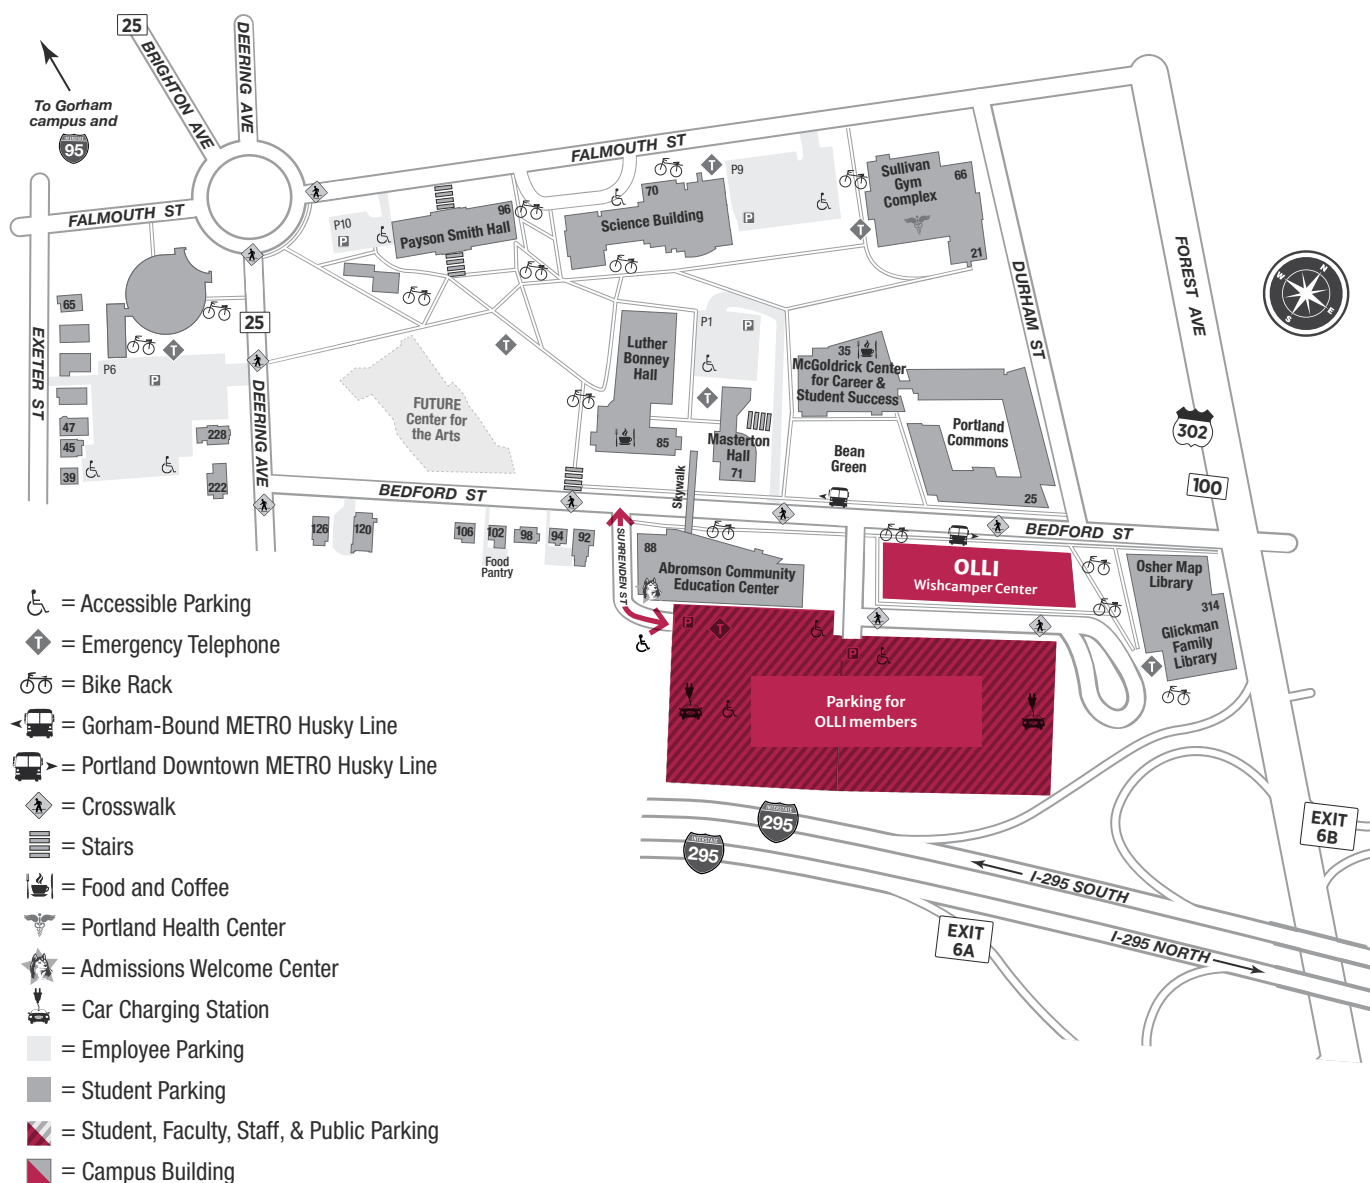 25
BRIGHTON AVE
DEERING AVE
To Gorham
campus and
INTERSTATE
95
FALMOUTH ST
FALMOUTH ST
EXETER ST
P10
P
96
Payson Smith Hall
70
Science Building
T
P9
P
Sullivan
Gym
Complex
66
21
T
DURHAM ST
FOREST AVE
N
W
E
S
65
25
T
P6
P
47
45
39
228
222
DEERING AVE
T
FUTURE
Center for
the Arts
Luther
Bonney
Hall
85
P1
P
T
Masterton
Hall
71
35
McGoldrick Center
for Career &
Student Success
Portland
Commons
25
Bean
Green
302
100
Skywalk
BEDFORD ST
BEDFORD ST
126
120
106
102
98
94
92
Food
Pantry
SURRENDEN ST
88
Abromson Community
Education Center
OLLI
Wishcamper Center
Osher Map
Library
314
Glickman
Family
Library
T
P
T
P
Parking for
OLLI members
INTERSTATE
295
INTERSTATE
295
I-295 SOUTH
I-295 NORTH
EXIT
6B
EXIT
6A
= Accessible Parking
T = Emergency Telephone
= Bike Rack
= Gorham-Bound METRO Husky Line
= Portland Downtown METRO Husky Line
= Crosswalk
= Stairs
= Food and Coffee
= Portland Health Center
= Admissions Welcome Center
= Car Charging Station
= Employee Parking
= Student Parking
= Student, Faculty, Staff, & Public Parking
= Campus Building